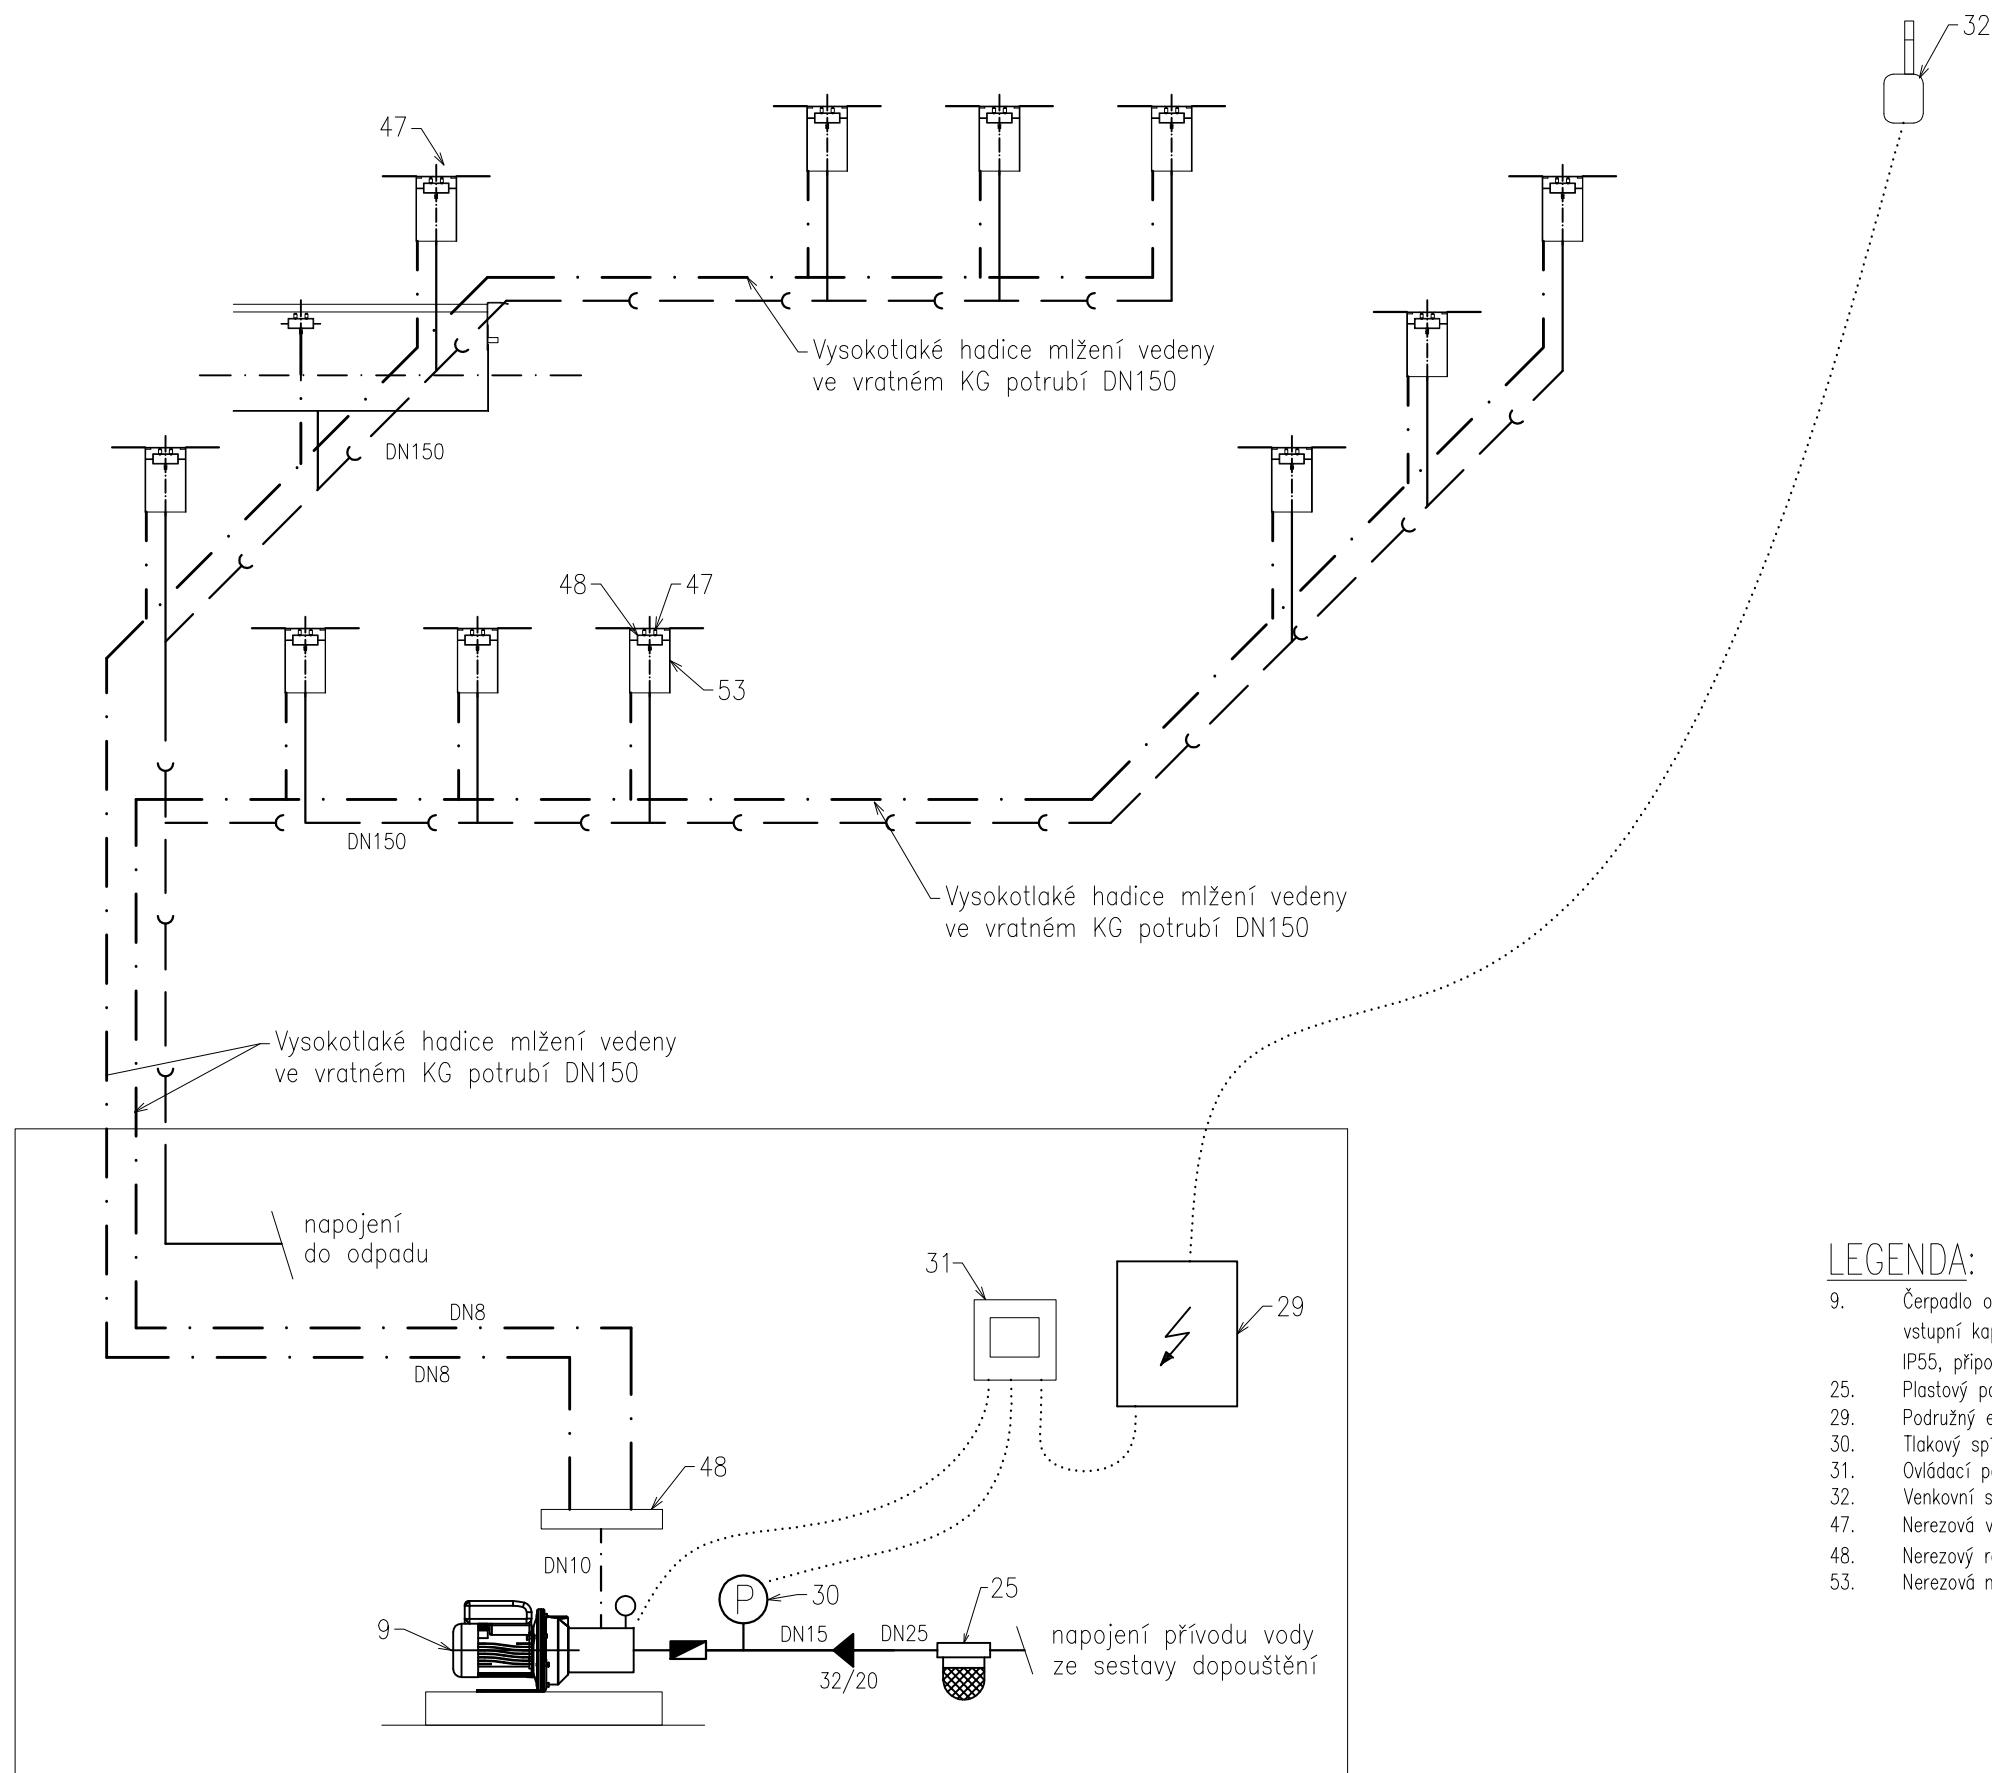 32
47
Vysokotlaké hadice mlžení vedeny
ve vratném KG potrubí DN150
DN150
48
47
53
DN150
Vysokotlaké hadice mlžení vedeny
ve vratném KG potrubí DN150
Vysokotlaké hadice mlžení vedeny
ve vratném KG potrubí DN150
napojení
do odpadu
31
29
DN8
DN8
48
DN10
9
P
30
25
DN15
DN25
32/20
napojení přívodu vody
ze sestavy dopouštění
LEGENDA:
9. Čerpadlo
vstupní
IP55,
25. Plastový
29. Podružný
30. Tlakový
31. Ovládací
32. Venkovní
47. Nerezová
48. Nerezový
53. Nerezová